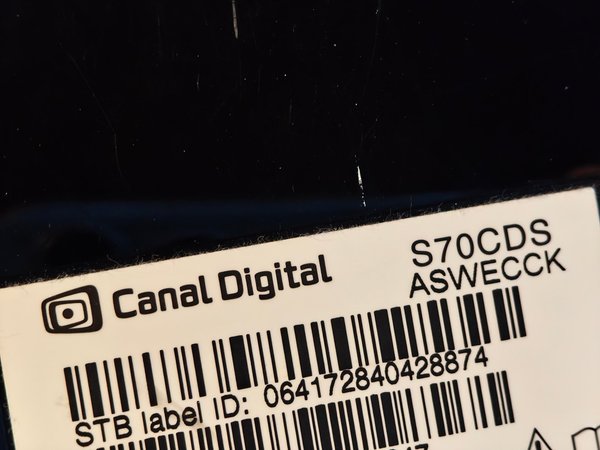 Canal Digital
S70CDS
ASWECCK
STB label ID: 064172840428874